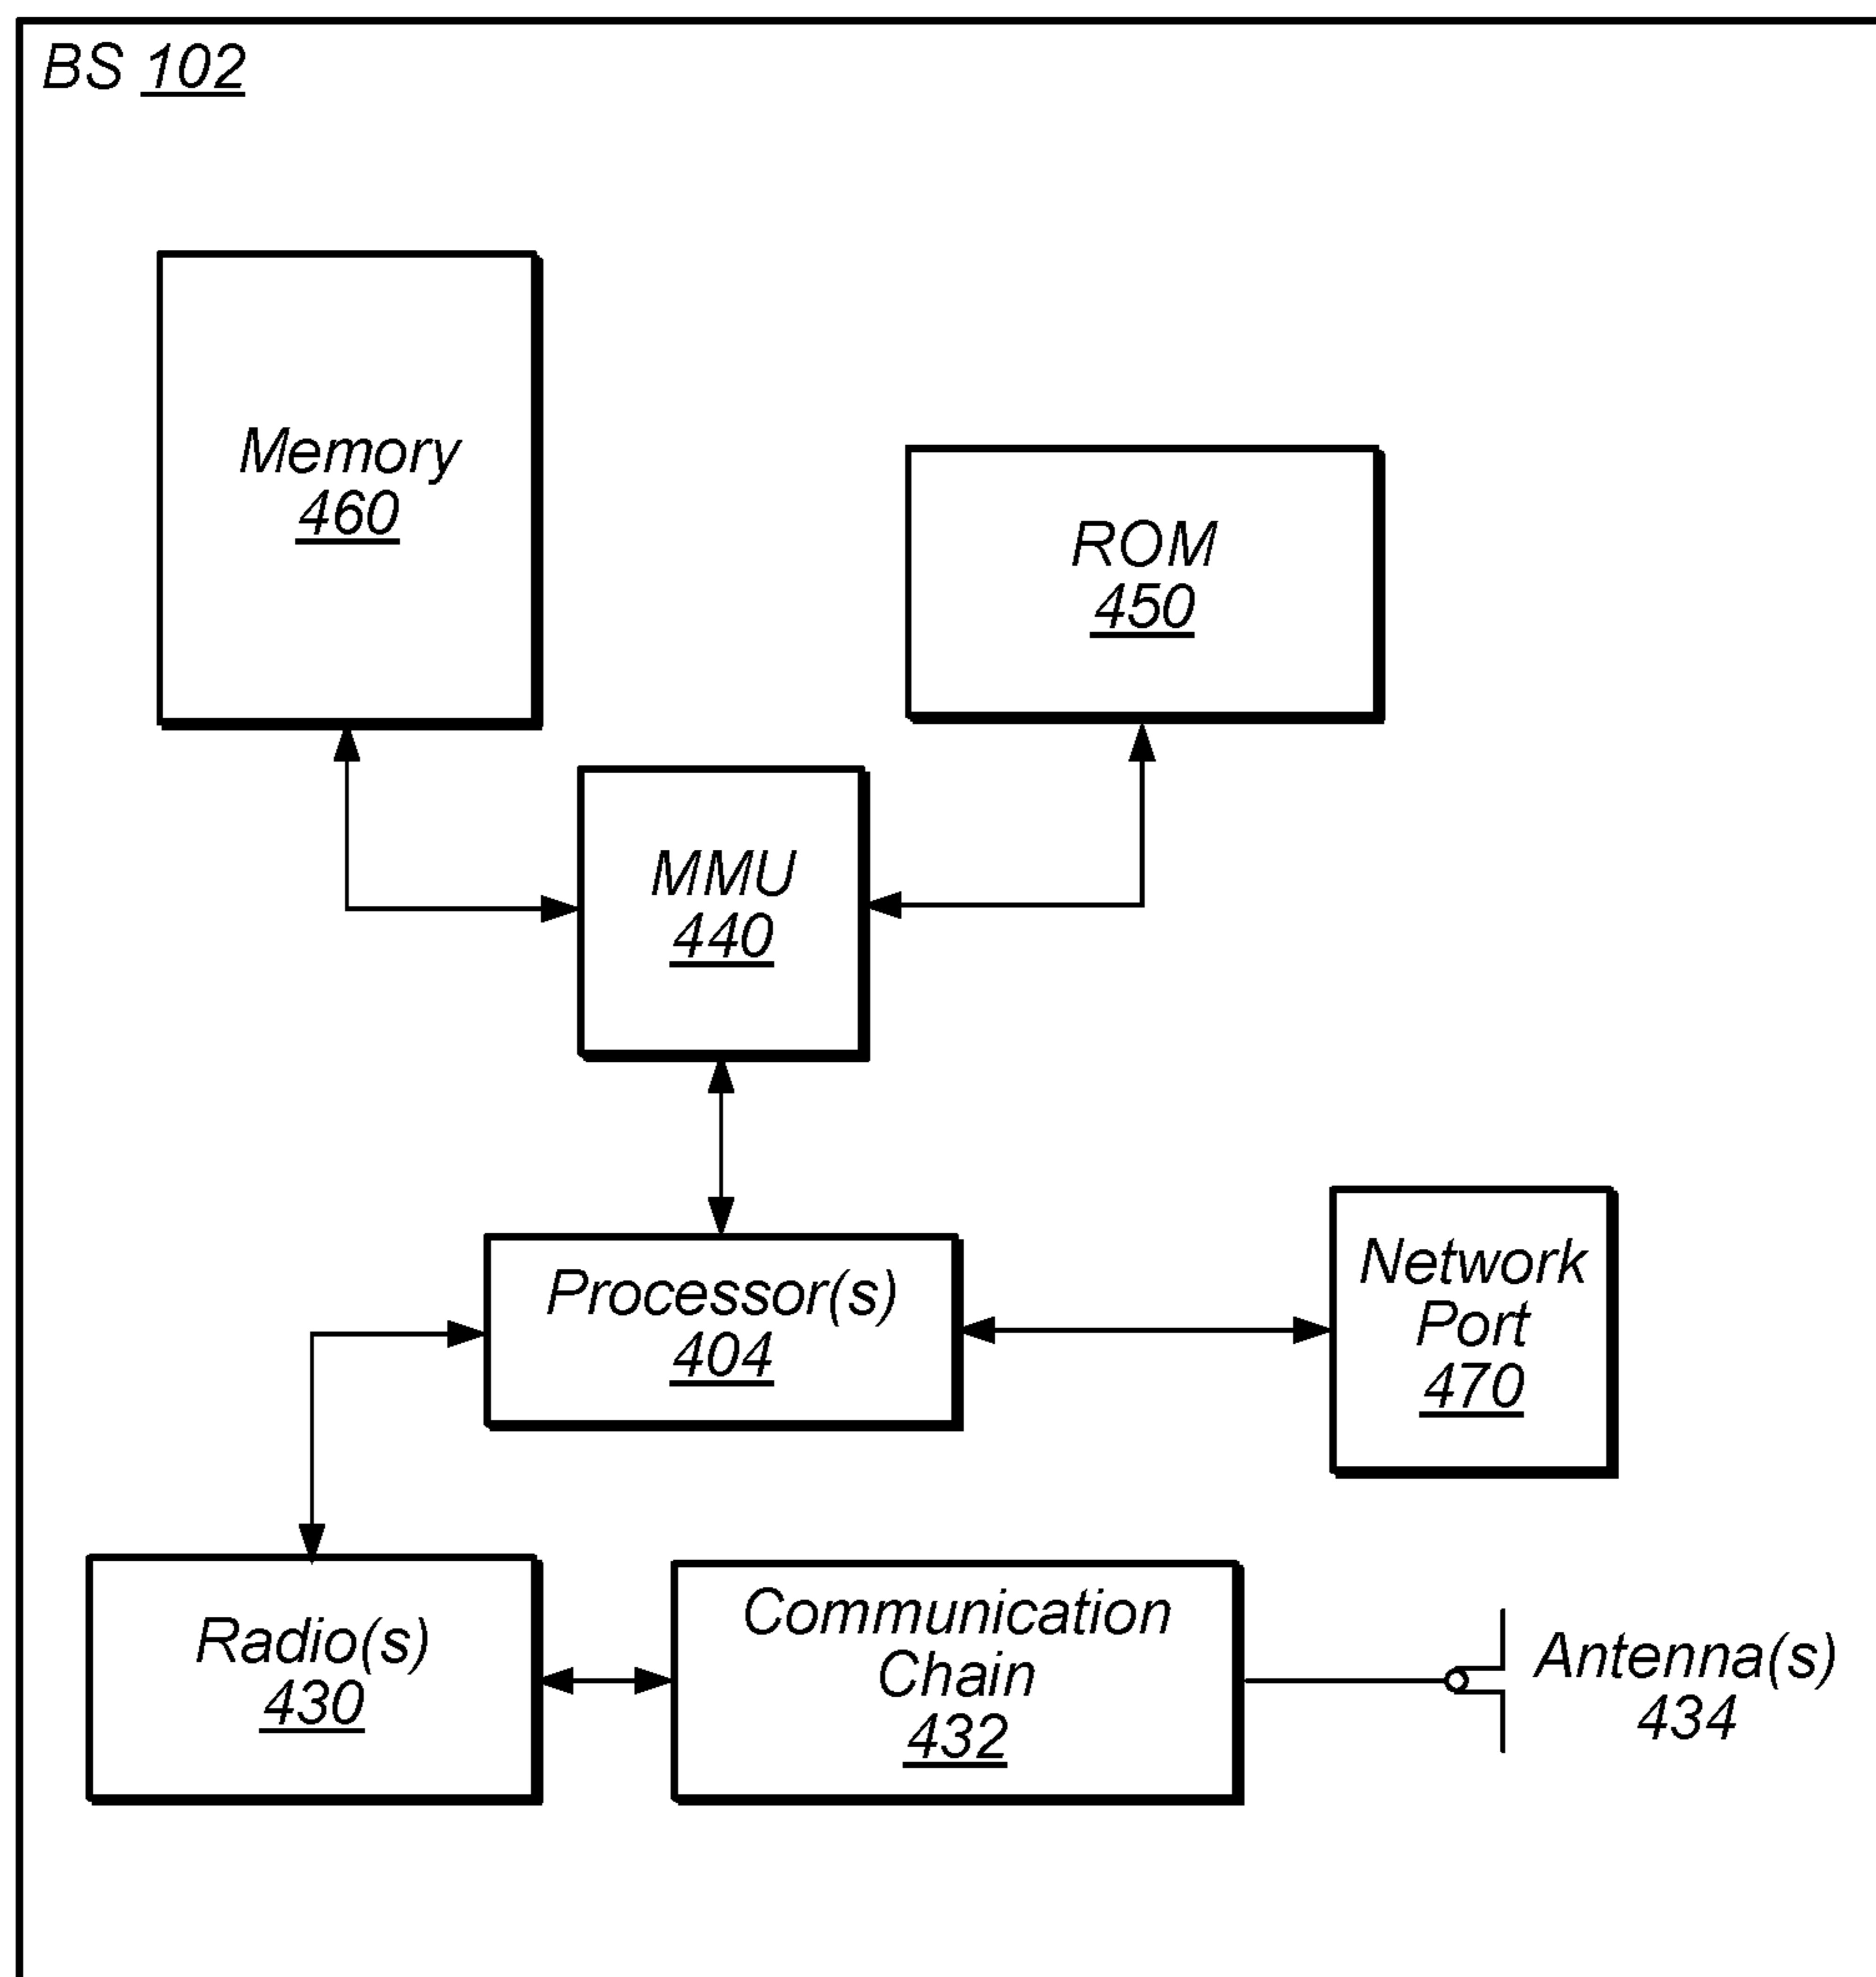 BS 102
Memory
460
ROM
450
MMU
440
Processor(s)
404
Network
Port
470
Radio(s)
430
Communication
Chain
432
Antenna(s)
434